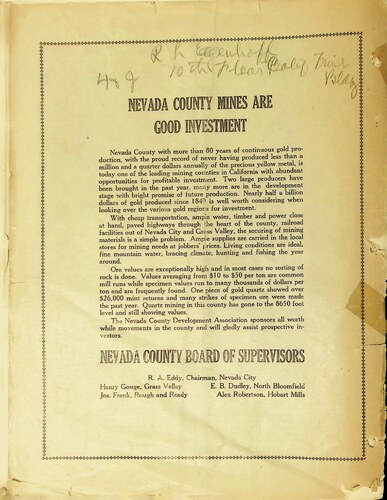 10th Floor Balif
Bldg
NEVADA COUNTY MINES ARE
GOOD INVESTMENT
Nevada County with more than 80 years of continuous gold pro-
duction, with the proud record of never having produced less than a
million and a quarter dollars annually of the precious yellow metal, is
today one of the leading mining counties in California with abundant
opportunities for profitable investment. Two large producers have
been brought in the past year. many more are in the development
stage with bright promise of future production. Nearly half a billion
dollars of gold produced since 1849 is well worth considering when
looking over the various gold regions for investment.
With cheap transportation, ample water, timber and power close
at hand, paved highways through the heart of the county, railroad
facilities out of Nevada City and Grass Valley, the securing of mining
materials is a simple problem. Ample supplies are carried in the local
stores for mining needs at jobbers' prices. Living conditions are ideal,
fine mountain water, bracing climate, hunting and fishing the year
around.
One values are exceptionally high and in most cases no sorting of
rock is done. Values averaging from $10 to $50 per ton are common
mill runs while specimen values run to many thousands of dollars per
ton and are frequently found. One piece of gold quartz showed over
$26,000 mint returns and many strikes of specimen ore were made
the past year. Quartz mining in this county has gone to the 8650 foot
level and still showing values.
The Nevada County Development Association sponsors all worth
while movements in the county and will gladly assist prospective in-
vestors.
NEVADA COUNTY BOARD OF SUPERVISORS
R. A. Eddy, Chairman, Nevada City
Henry Gouge, Grass Valley E. B. Dudley, North Bloomfield
Jos. Frank, Rough and Ready Alex Robertson, Hobart Mills